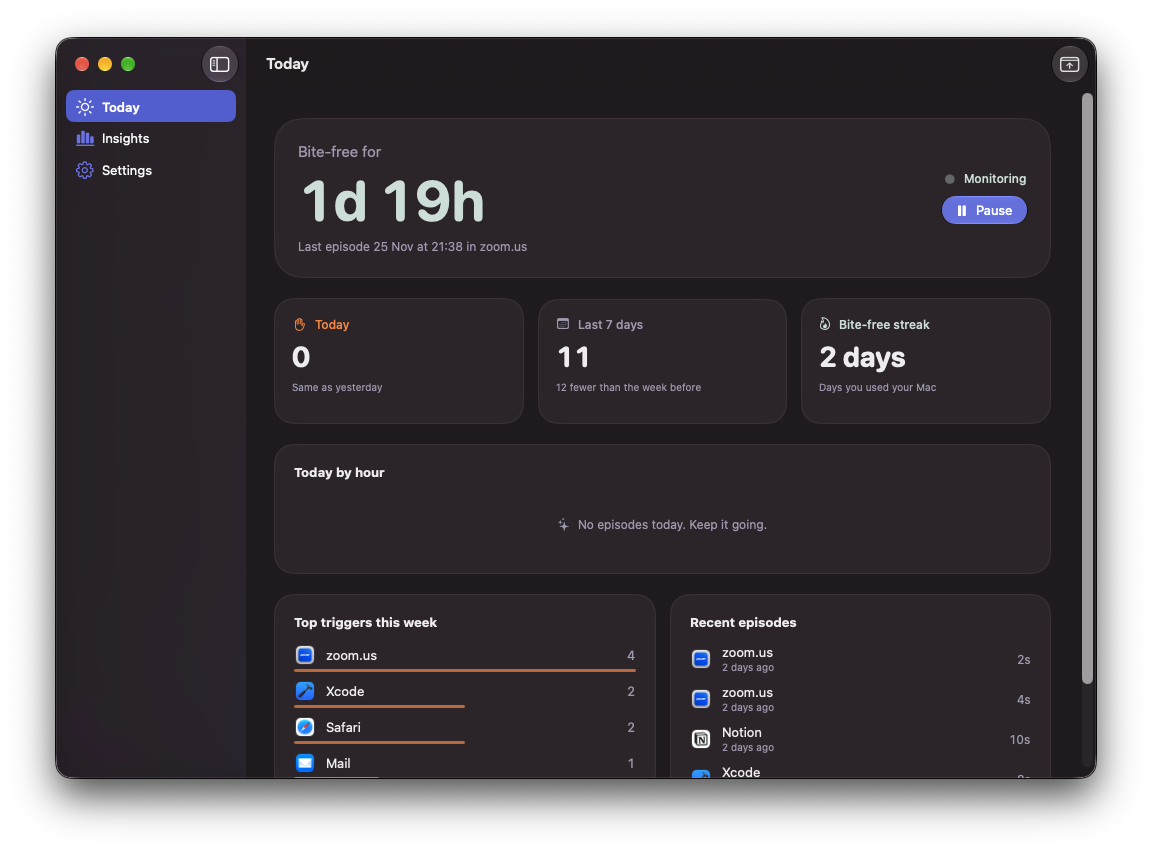 Today
Today
Insights
Settings
Bite-free for
1d 19h
Last episode 25 Nov at 21:38 in zoom.us
Monitoring
Pause
Today
0
Same as yesterday
Last 7 days
11
12 fewer than the week before
Bite-free streak
2 days
Days you used your Mac
Today by hour
No episodes today. Keep it going.
Top triggers this week
zoom.us 4
Xcode 2
Safari 2
Mail 1
Recent episodes
zoom.us
2 days ago
2s
zoom.us
2 days ago
4s
Notion
2 days ago
10s
Xcode